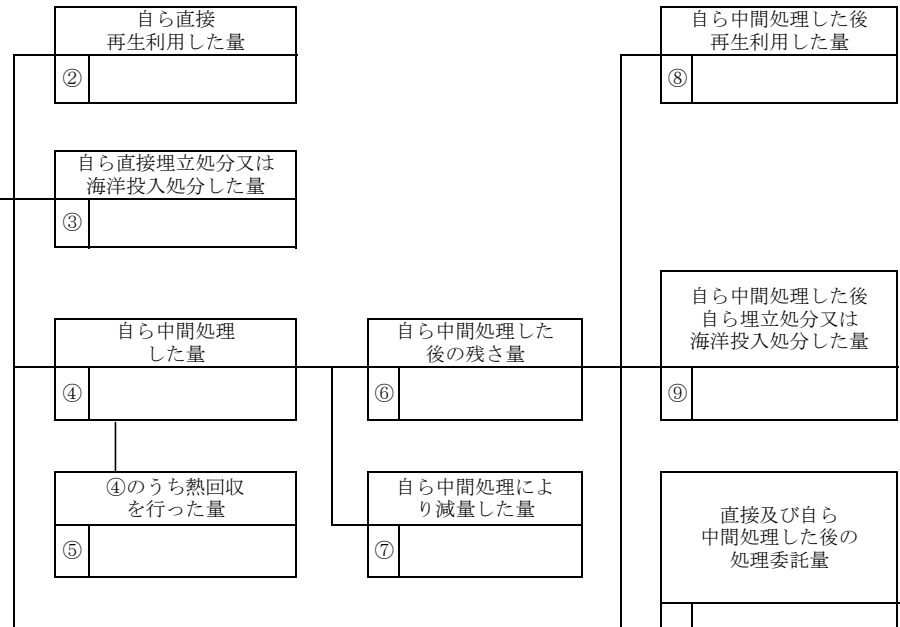 自ら直接
再生利用した量
②
自ら中間処理した後
再生利用した量
⑧
自ら直接埋立処分又は
海洋投入処分した量
③
自ら中間処理した後
自ら埋立処分又は
海洋投入処分した量
⑨
自ら中間処理
した量
④
自ら中間処理した
後の残さ量
⑥
④のうち熱回収
を行った量
⑤
自ら中間処理によ
り減量した量
⑦
直接及び自ら
中間処理した後の
処理委託量